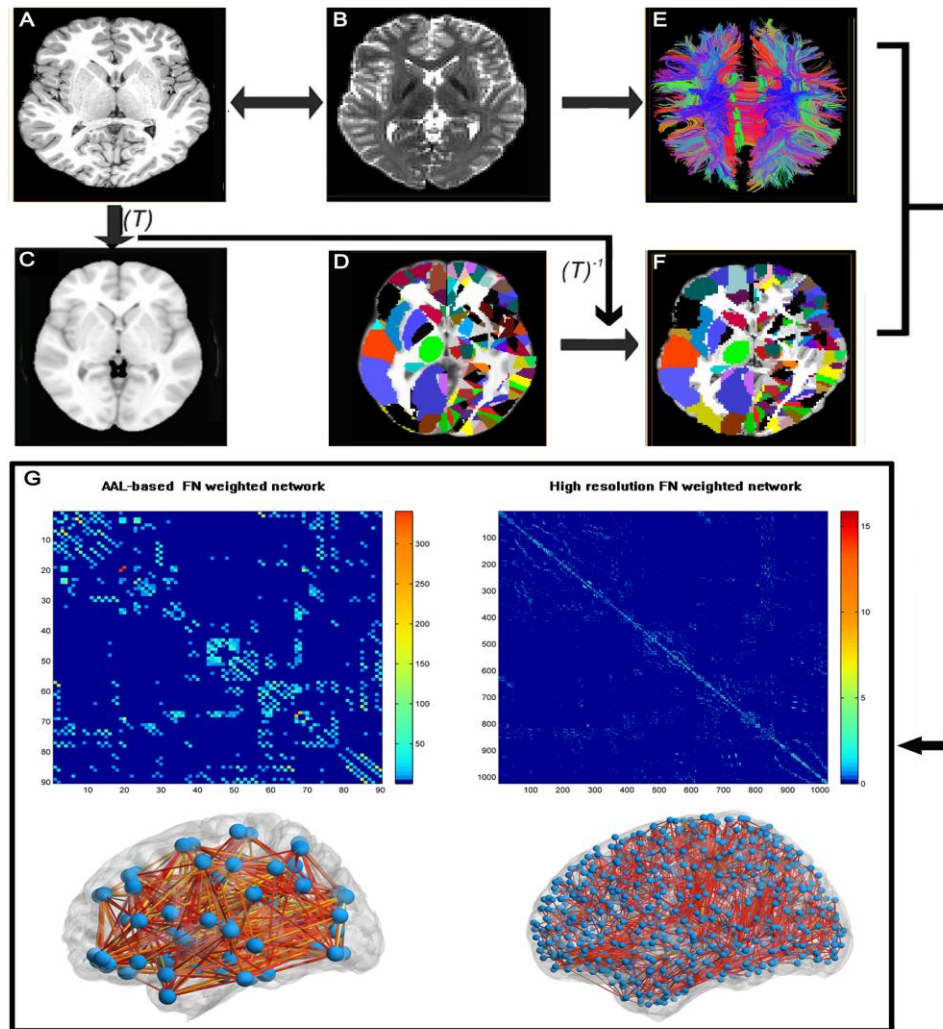 A
B
E
(T)
C
D
(T)-1
F
G
AAL-based FN weighted network
High resolution FN weighted network
10
20
30
40
50
60
70
80
90
10 20 30 40 50 60 70 80 90
300
250
200
150
100
50
100
200
300
400
500
600
700
800
900
1000
100 200 300 400 500 600 700 800 900 1000
15
10
5
0